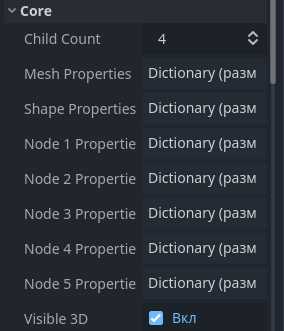 Core
Child Count 4
Mesh Properties Dictionary (разм
Shape Properties Dictionary (разм
Node 1 Propertie Dictionary (разм
Node 2 Propertie Dictionary (разм
Node 3 Propertie Dictionary (разм
Node 4 Propertie Dictionary (разм
Node 5 Propertie Dictionary (разм
Visible 3D Вкл